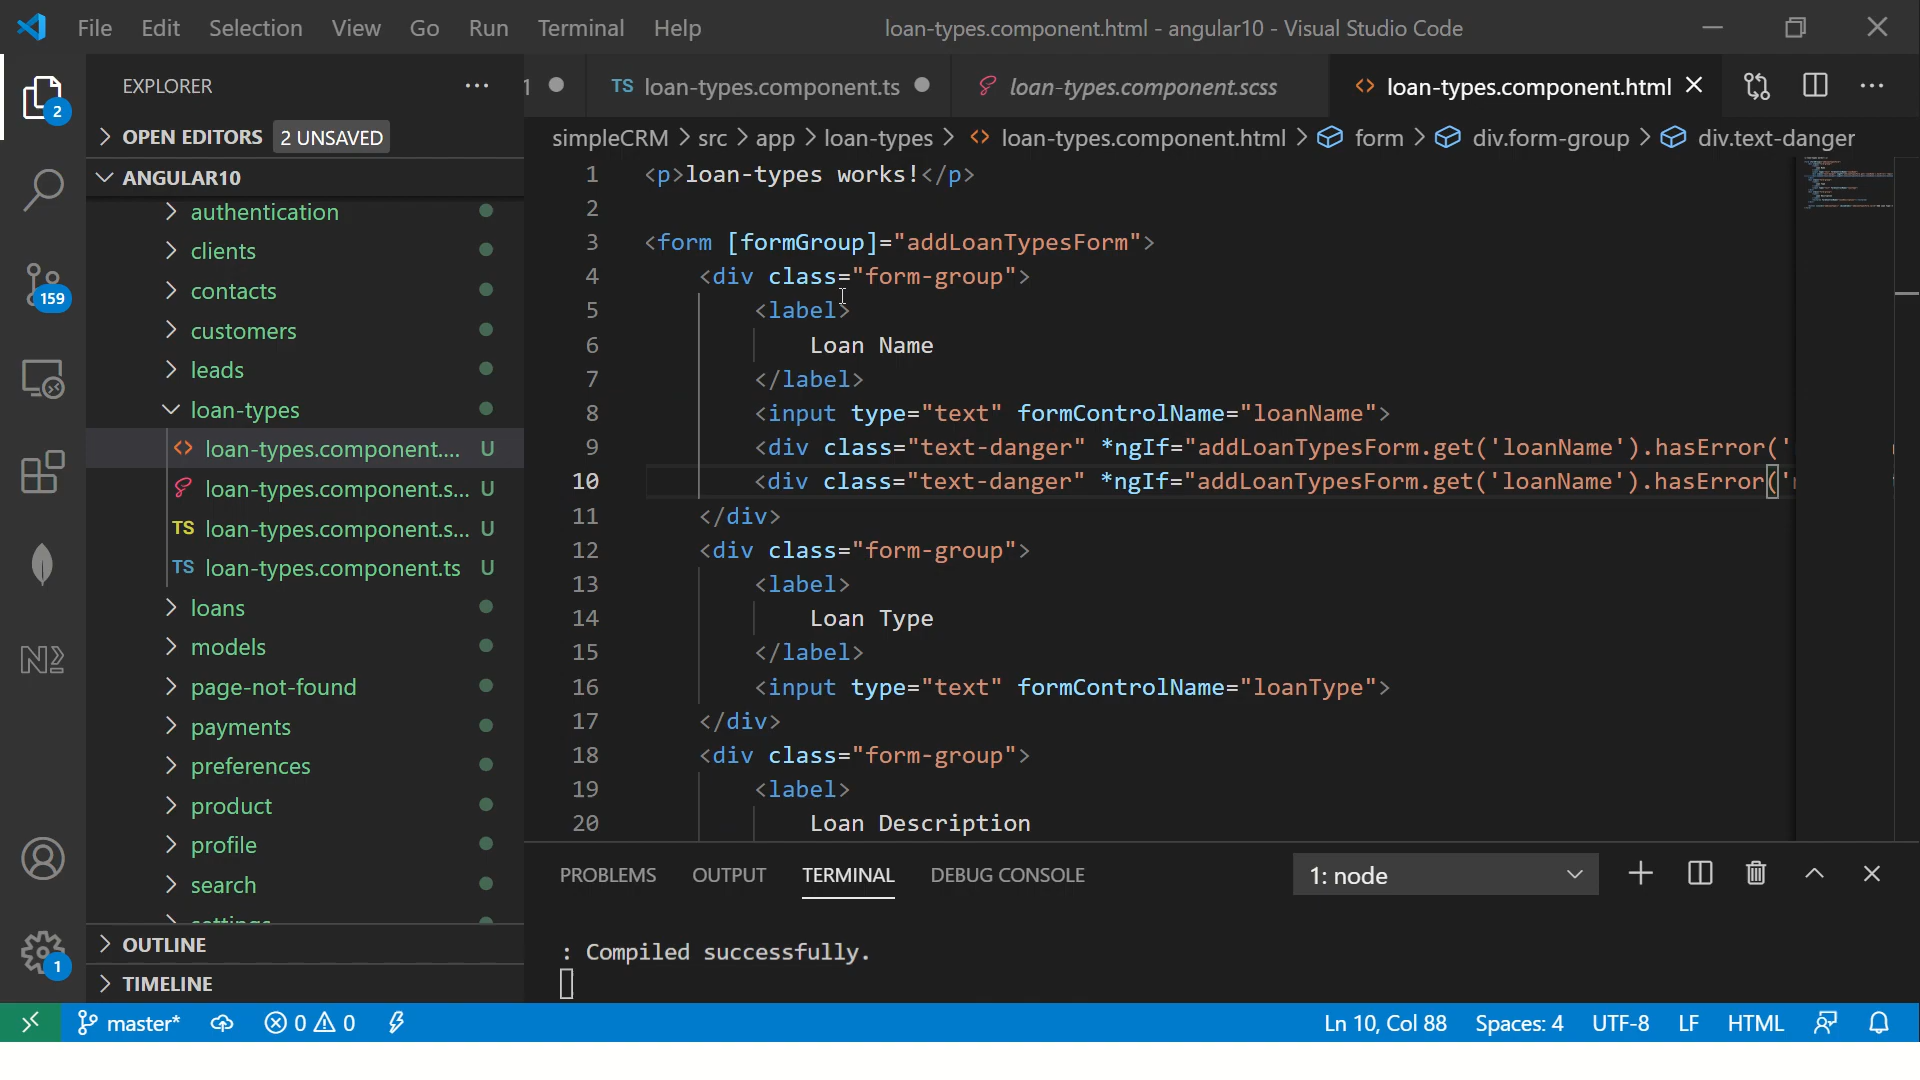 File Edit Selection View Go Run Terminal Help
loan-types.component.html - angular10 - Visual Studio Code
EXPLORER
OPEN EDITORS 2 UNSAVED
ANGULAR10
authentication
clients
contacts
customers
leads
loan-types
loan-types.component.... U
loan-types.component.s... U
TS loan-types.component.s... U
TS loan-types.component.ts U
loans
models
page-not-found
payments
preferences
product
profile
search
settings
OUTLINE
TIMELINE
2
159
N
1
1
TS loan-types.component.ts
loan-types.component.scss
loan-types.component.html
simpleCRM > src > app > loan-types > loan-types.component.html > form > div.form-group > div.text-danger
1 <p>loan-types works!</p>
2
3 <form [formGroup]="addLoanTypesForm">
4 <div class="form-group">
5 <label>
6 Loan Name
7 </label>
8 <input type="text" formControlName="loanName">
9 <div class="text-danger" *ngIf="addLoanTypesForm.get('loanName').hasError('
10 <div class="text-danger" *ngIf="addLoanTypesForm.get('loanName').hasError('
11 </div>
12 <div class="form-group">
13 <label>
14 Loan Type
15 </label>
16 <input type="text" formControlName="loanType">
17 </div>
18 <div class="form-group">
19 <label>
20 Loan Description
PROBLEMS OUTPUT TERMINAL DEBUG CONSOLE
1: node
: Compiled successfully.
master* 0 0
Ln 10, Col 88 Spaces: 4 UTF-8 LF HTML